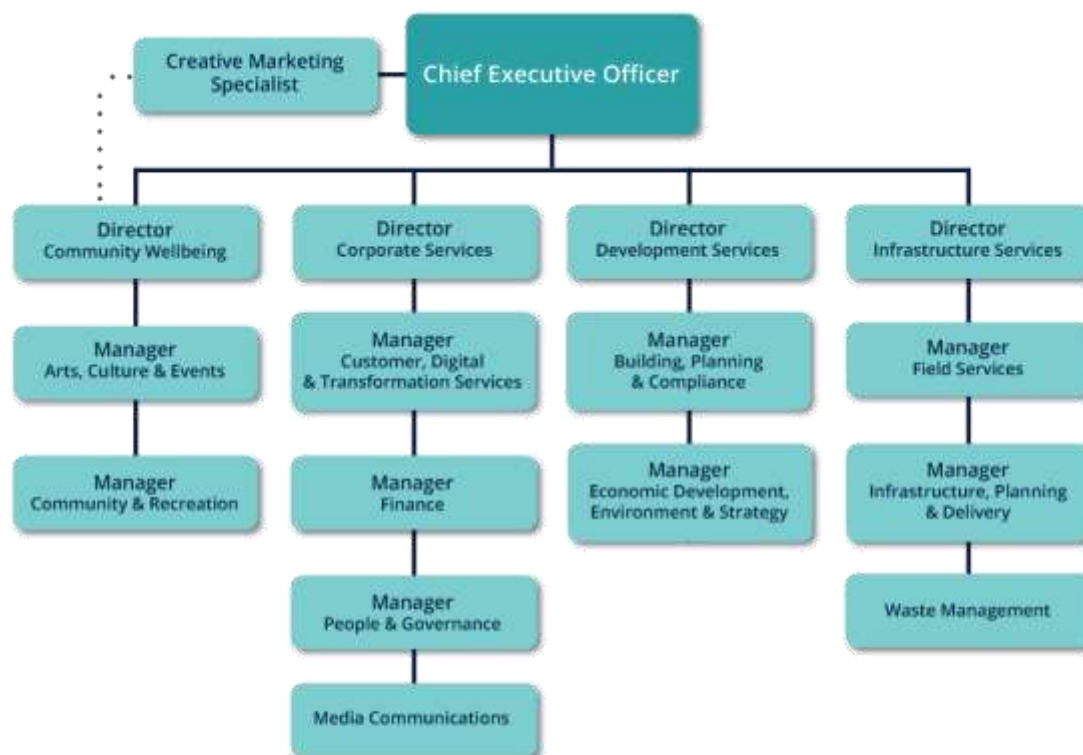 Creative Marketing
Specialist
Chief Executive Officer
Director
Community Wellbeing
Manager
Arts, Culture & Events
Manager
Community & Recreation
Director
Corporate Services
Manager
Customer, Digital
& Transformation Services
Manager
Finance
Manager
People & Governance
Media Communications
Director
Development Services
Manager
Building, Planning
& Compliance
Manager
Economic Development,
Environment & Strategy
Director
Infrastructure Services
Manager
Field Services
Manager
Infrastructure, Planning
& Delivery
Waste Management